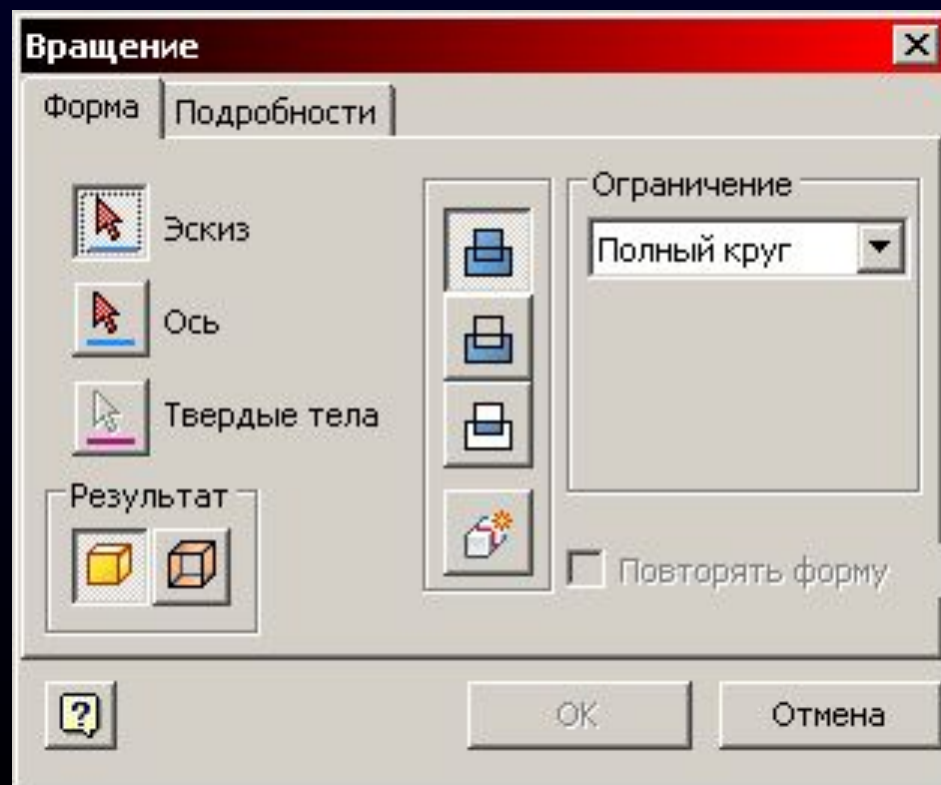 Вращение
Форма
Подробности
Эскиз
Ось
Твердые тела
Результат
Ограничение
Полный круг
Повторять форму
?
OK
Отмена